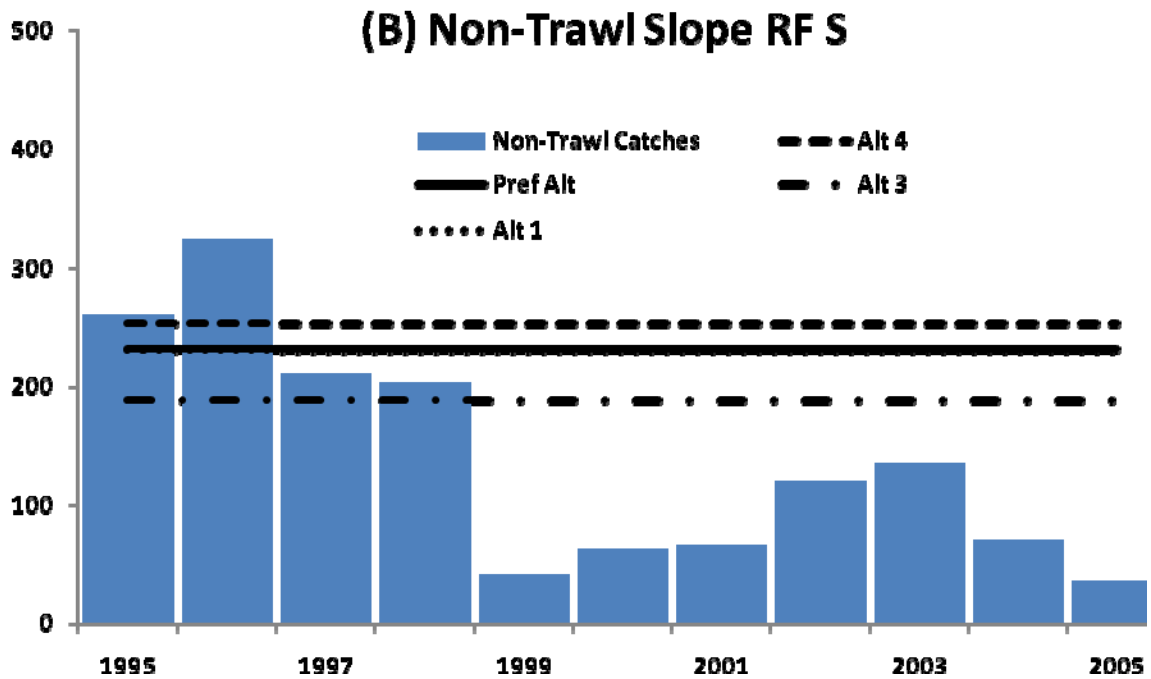 (B) Non-Trawl Slope RF S
500
400
300
200
100
0
Non-Trawl Catches
Alt 4
Pref Alt
Alt 3
Alt 1
1995
1997
1999
2001
2003
2005